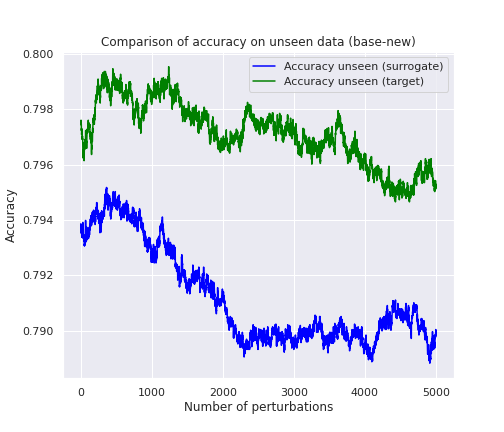 Comparison of accuracy on unseen data (base-new)
Accuracy unseen (surrogate)
Accuracy unseen (target)
0.800
0.798
0.796
0.794
0.792
0.790
Accuracy
0 1000 2000 3000 4000 5000
Number of perturbations